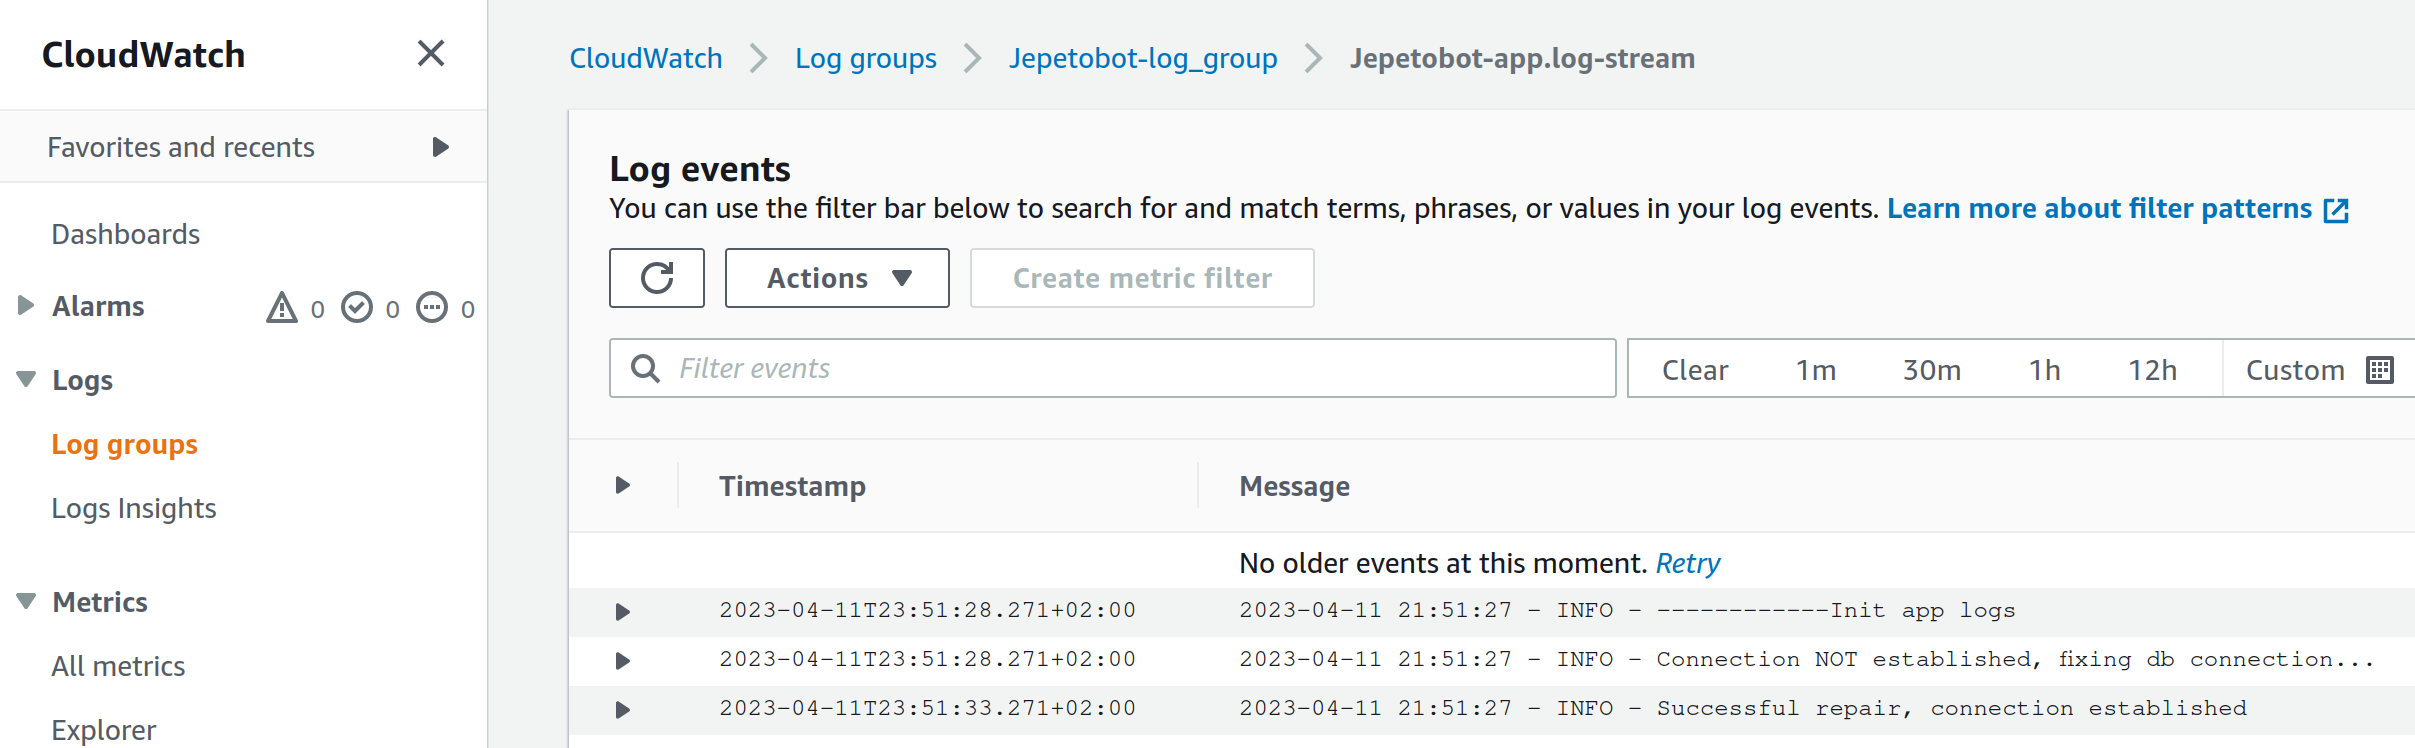 CloudWatch
Favorites and recents
Dashboards
Alarms 0 0 0
Logs
Log groups
Logs Insights
Metrics
All metrics
Explorer
CloudWatch Log groups Jepetobot-log_group Jepetobot-app.log-stream
Log events
You can use the filter bar below to search for and match terms, phrases, or values in your log events. Learn more about filter patterns
Actions Create metric filter
Filter events Clear 1m 30m 1h 12h Custom
Timestamp Message
No older events at this moment. Retry
2023-04-11T23:51:28.271+02:00 2023-04-11 21:51:27 - INFO - ------------Init app logs
2023-04-11T23:51:28.271+02:00 2023-04-11 21:51:27 - INFO - Connection NOT established, fixing db connection...
2023-04-11T23:51:33.271+02:00 2023-04-11 21:51:27 - INFO - Successful repair, connection established